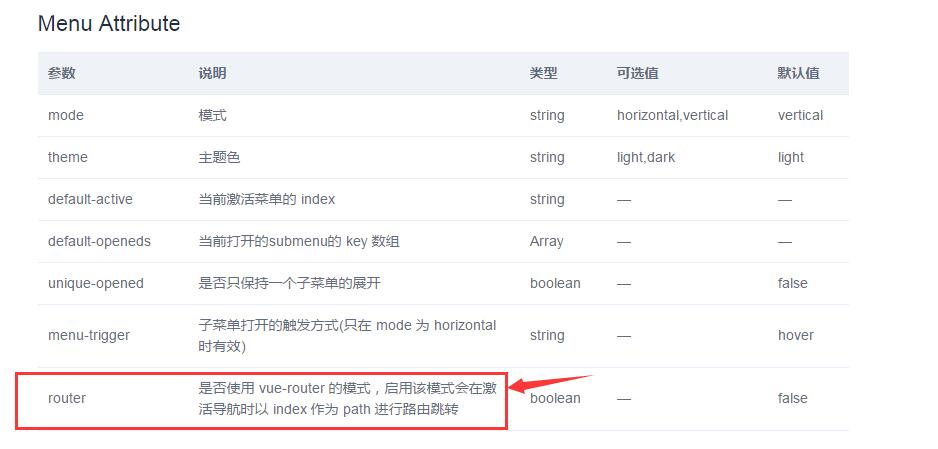 Menu Attribute
参数 说明 类型 可选值 默认值
mode 模式 string horizontal,vertical vertical
theme 主题色 string light,dark light
default-active 当前激活菜单的 index string — —
default-openeds 当前打开的submenu的 key 数组 Array — —
unique-opened 是否只保持一个子菜单的展开 boolean — false
menu-trigger 子菜单打开的触发方式(只在 mode 为 horizontal string — hover
时有效)
router 是否使用 vue-router 的模式，启用该模式会在激 boolean — false
活导航时以 index 作为 path 进行路由跳转